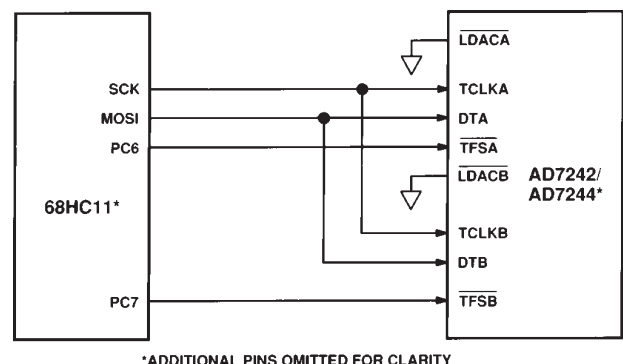 LDACA
SCK
TCLKA
MOSI
DTA
PC6
TFSA
LDACB
AD7242/
AD7244*
68HC11*
TCLKB
DTB
PC7
TFSB
*ADDITIONAL PINS OMITTED FOR CLARITY